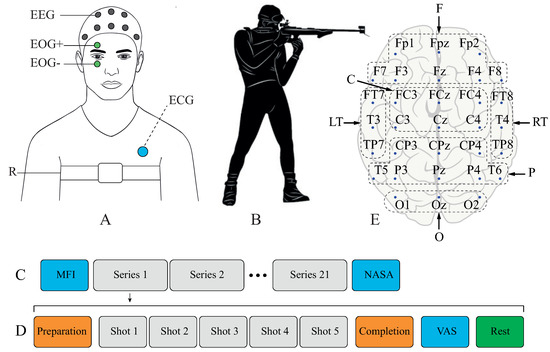 EEG
EOG+
EOG-
ECG
R
A
B
F
Fp1 Fpz Fp2
F7 F3 Fz F4 F8
C
FT7 FC3 FCz FC4 FT8
LT T3 C3 Cz C4 T4 RT
TP7 CP3 CPz CP4 TP8
T5 P3 Pz P4 T6 P
O1 Oz O2
E
O
C MFI Series 1 Series 2 ••• Series 21 NASA
D Preparation Shot 1 Shot 2 Shot 3 Shot 4 Shot 5 Completion VAS Rest